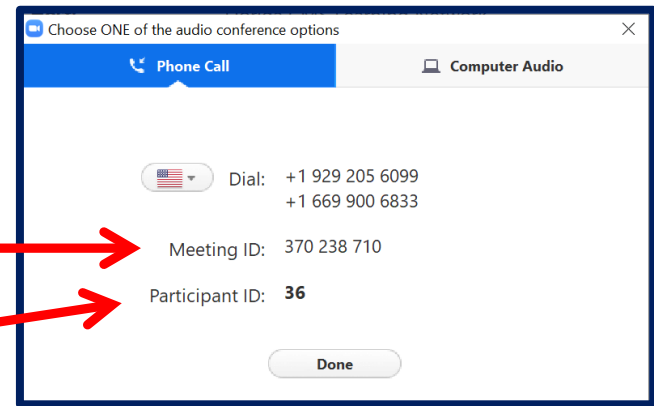 Choose ONE of the audio conference options
Phone Call
Computer Audio
Dial: +1 929 205 6099
+1 669 900 6833
Meeting ID: 370 238 710
Participant ID: 36
Done